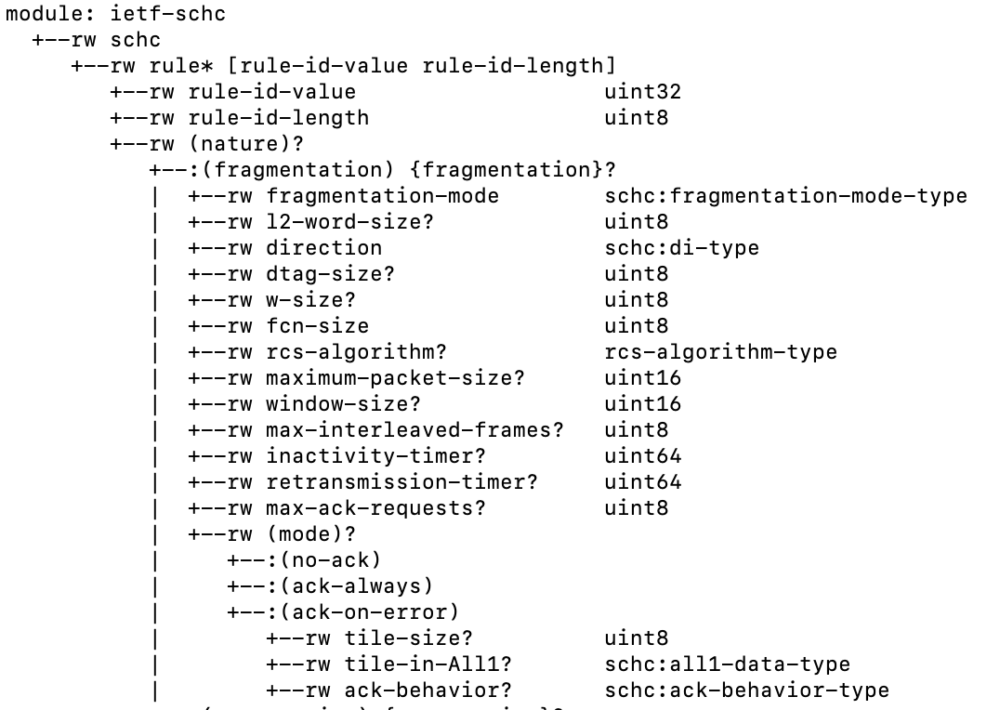 module: ietf-schc
  +--rw schc
     +--rw rule* [rule-id-value rule-id-length]
        +--rw rule-id-value                   uint32
        +--rw rule-id-length                  uint8
        +--rw (nature)?
           +--:(fragmentation) {fragmentation}?
           |  +--rw fragmentation-mode        schc:fragmentation-mode-type
           |  +--rw l2-word-size?             uint8
           |  +--rw direction                 schc:di-type
           |  +--rw dtag-size?                uint8
           |  +--rw w-size?                   uint8
           |  +--rw fcn-size                  uint8
           |  +--rw rcs-algorithm?            rcs-algorithm-type
           |  +--rw maximum-packet-size?      uint16
           |  +--rw window-size?              uint16
           |  +--rw max-interleaved-frames?   uint8
           |  +--rw inactivity-timer?         uint64
           |  +--rw retransmission-timer?     uint64
           |  +--rw max-ack-requests?         uint8
           |  +--rw (mode)?
           |     +--:(no-ack)
           |     +--:(ack-always)
           |     +--:(ack-on-error)
           |        +--rw tile-size?          uint8
           |        +--rw tile-in-All1?       schc:all1-data-type
           |        +--rw ack-behavior?       schc:ack-behavior-type